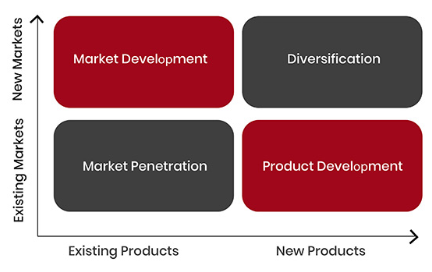 New Markets
Market Development
Diversification
Existing Markets
Market Penetration
Product Development
Existing Products
New Products